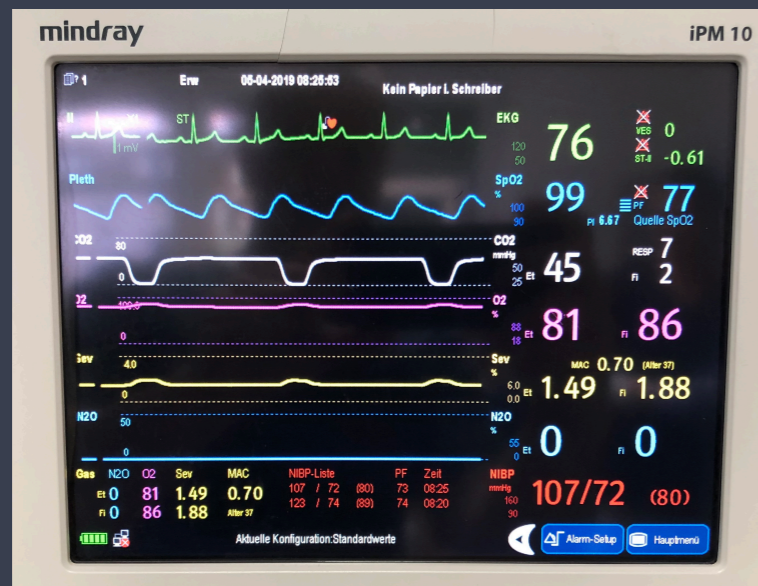 mindray iPM 10
? 1 Erw 05-04-2019 08:25:53 Kein Papier i. Schreiber
II 1 mV ST EKG 120 50 76 VES 0 ST-II -0.61
Pleth SpO2 % 100 90 99 PI 6.67 PF 77 Quelle SpO2
CO2 80 0 CO2 mmHg 50 25 Et 45 RESP 7 Fi 2
O2 100.0 0 O2 % 88 18 Et 81 Fi 86
Sev 4.0 0 Sev % 6.0 0.0 Et 1.49 MAC 0.70 (Alter 37) Fi 1.88
N2O 50 0 N2O % 55 0 Et 0 Fi 0
Gas N2O O2 Sev MAC NIBP-Liste PF Zeit NIBP
Et 0 81 1.49 0.70 107 / 72 (80) 73 08:25 mmHg 160 90 107/72 (80)
Fi 0 86 1.88 Alter 37 123 / 74 (89) 74 08:20
Aktuelle Konfiguration:Standardwerte Alarm-Setup Hauptmenü